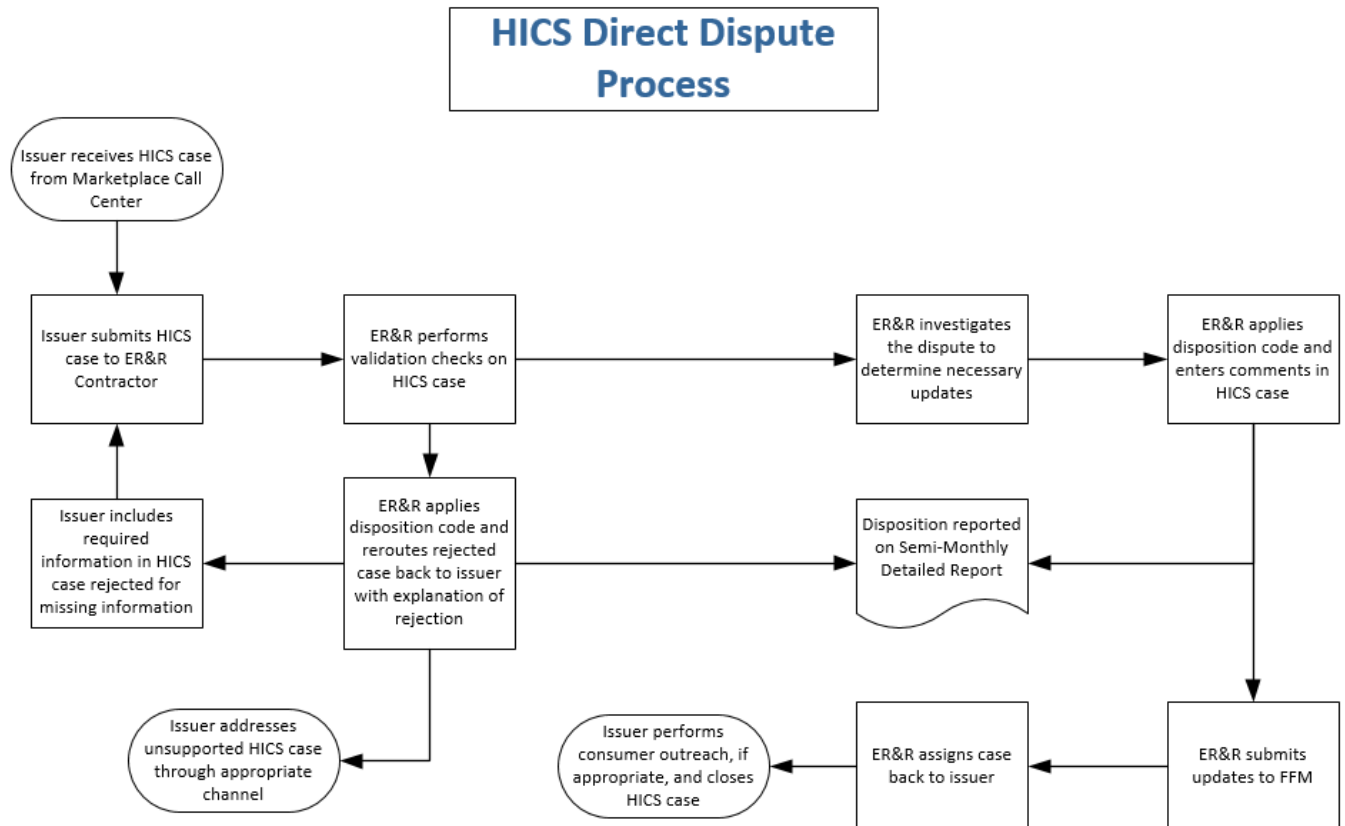 HICS Direct Dispute
Process
Issuer receives HICS case
from Marketplace Call
Center
Issuer submits HICS
case to ER&R
Contractor
ER&R performs
validation checks on
HICS case
ER&R investigates
the dispute to
determine necessary
updates
ER&R applies
disposition code and
enters comments in
HICS case
Issuer includes
required
information in HICS
case rejected for
missing information
ER&R applies
disposition code and
reroutes rejected
case back to issuer
with explanation of
rejection
Disposition reported
on Semi-Monthly
Detailed Report
Issuer addresses
unsupported HICS case
through appropriate
channel
Issuer performs
consumer outreach, if
appropriate, and closes
HICS case
ER&R assigns case
back to issuer
ER&R submits
updates to FFM